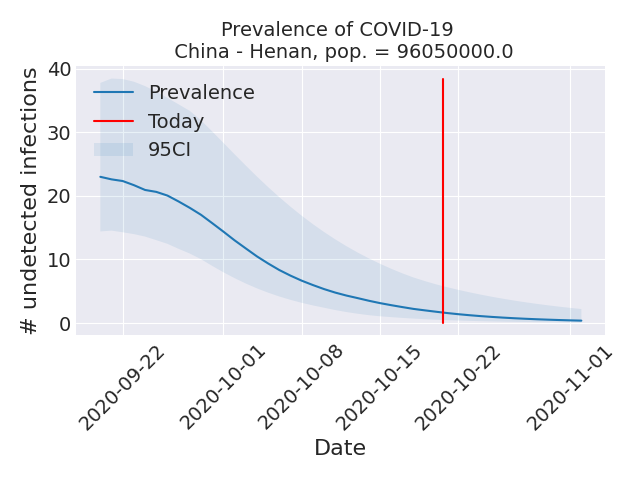 Prevalence of COVID-19
China - Henan, pop. = 96050000.0
# undetected infections
40
30
20
10
0
Prevalence
Today
95CI
2020-09-22
2020-10-01
2020-10-08
2020-10-15
2020-10-22
2020-11-01
Date